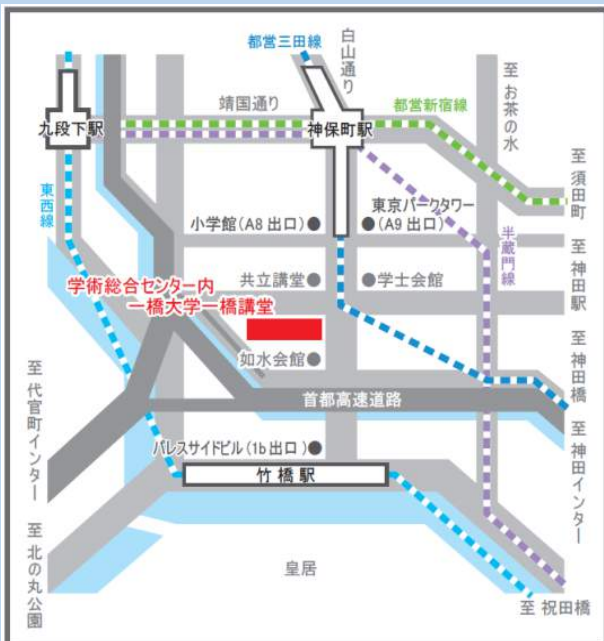 都営三田線
白山通り
至 お茶の水
靖国通り
都営新宿線
九段下駅
神保町駅
至 須田町
東西線
東京パークタワー
小学館(A8 出口)●
●(A9 出口)
半蔵門線
至 神田駅
学術総合センター内
一橋大学一橋講堂
共立講堂●
●学士会館
至 神田橋
如水会館●
至 代官町インター
首都高速道路
至 神田インター
パレスサイドビル(1b 出口)●
竹橋駅
至 北の丸公園
皇居
至 祝田橋